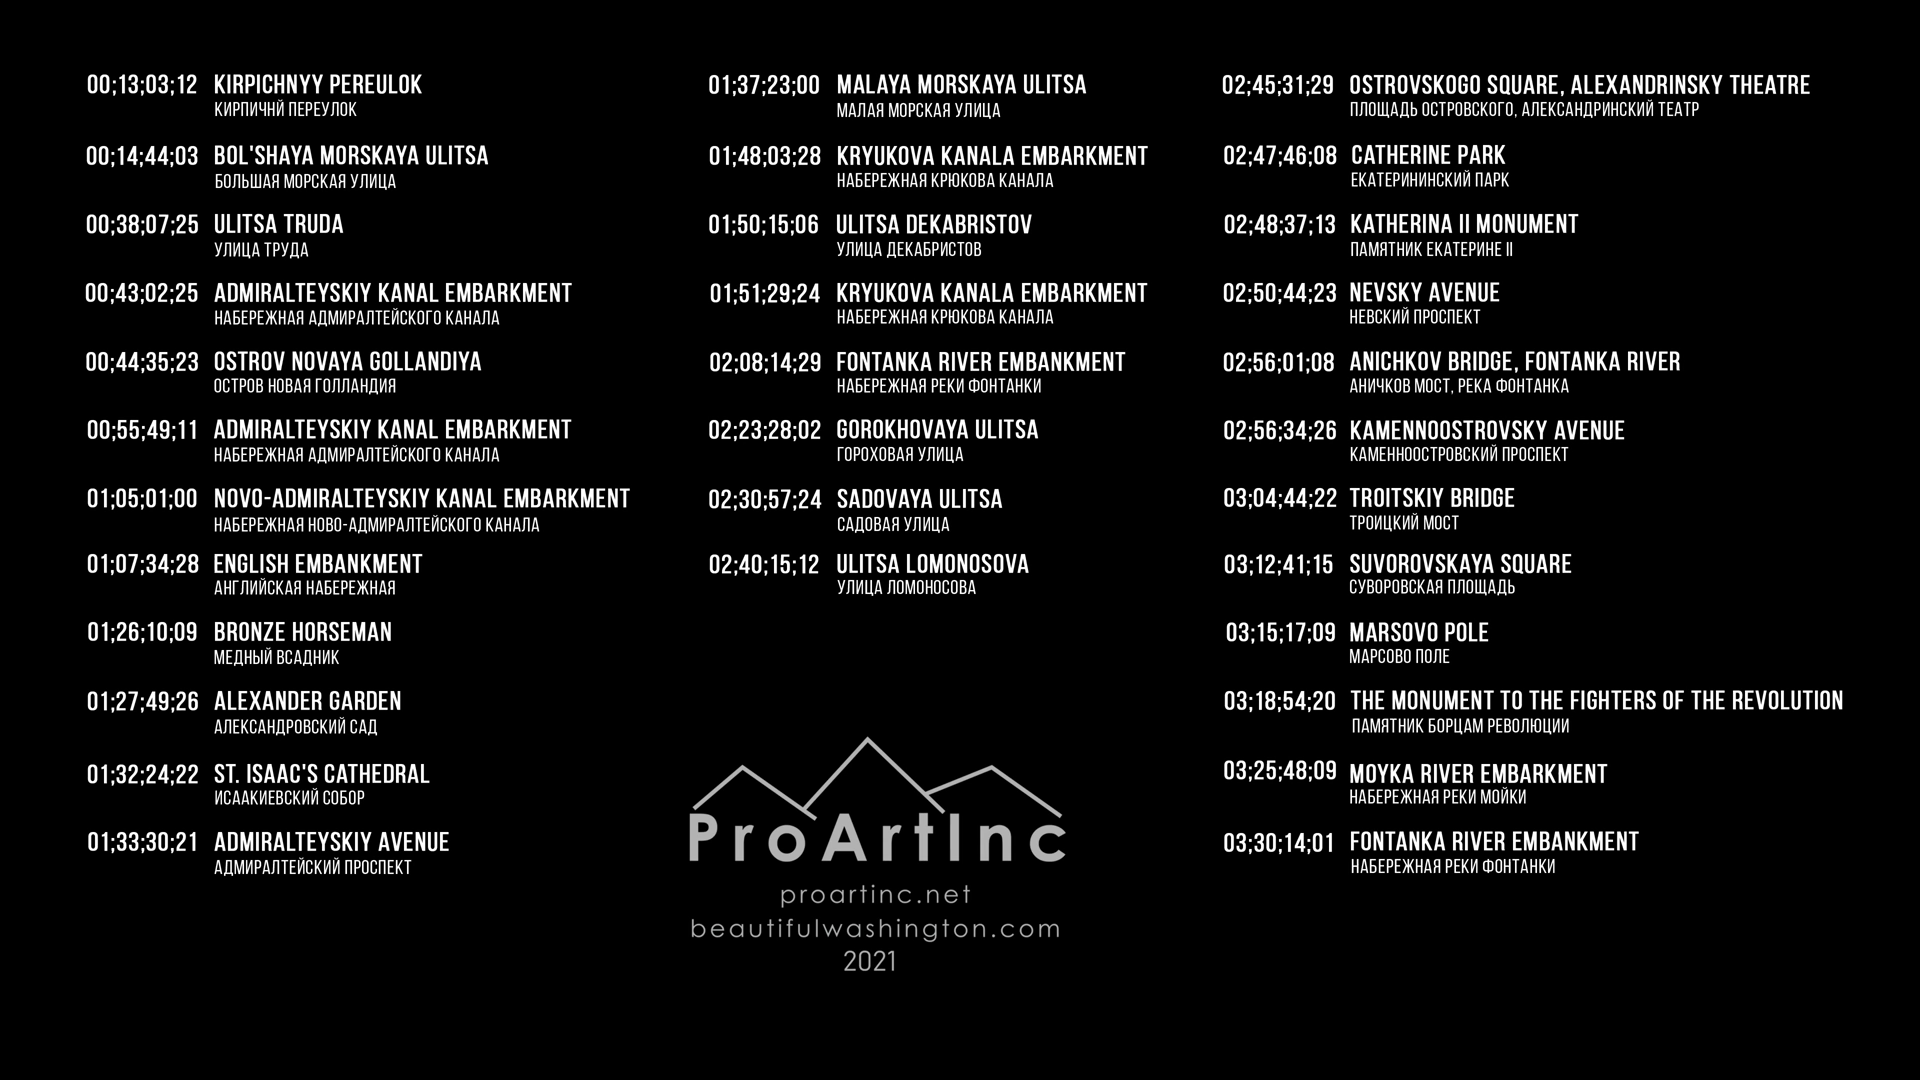 00;13;03;12 KIRPICHNYY PEREULOK
КИРПИЧНЙ ПЕРЕУЛОК
00;14;44;03 BOL'SHAYA MORSKAYA ULITSA
БОЛЬШАЯ МОРСКАЯ УЛИЦА
00;38;07;25 ULITSA TRUDA
УЛИЦА ТРУДА
00;43;02;25 ADMIRALTEYSKIY KANAL EMBARKMENT
НАБЕРЕЖНАЯ АДМИРАЛТЕЙСКОГО КАНАЛА
00;44;35;23 OSTROV NOVAYA GOLLANDIYA
ОСТРОВ НОВАЯ ГОЛЛАНДИЯ
00;55;49;11 ADMIRALTEYSKIY KANAL EMBARKMENT
НАБЕРЕЖНАЯ АДМИРАЛТЕЙСКОГО КАНАЛА
01;05;01;00 NOVO-ADMIRALTEYSKIY KANAL EMBARKMENT
НАБЕРЕЖНАЯ НОВО-АДМИРАЛТЕЙСКОГО КАНАЛА
01;07;34;28 ENGLISH EMBANKMENT
АНГЛИЙСКАЯ НАБЕРЕЖНАЯ
01;26;10;09 BRONZE HORSEMAN
МЕДНЫЙ ВСАДНИК
01;27;49;26 ALEXANDER GARDEN
АЛЕКСАНДРОВСКИЙ САД
01;32;24;22 ST. ISAAC'S CATHEDRAL
ИСААКИЕВСКИЙ СОБОР
01;33;30;21 ADMIRALTEYSKIY AVENUE
АДМИРАЛТЕЙСКИЙ ПРОСПЕКТ
01;37;23;00 MALAYA MORSKAYA ULITSA
МАЛАЯ МОРСКАЯ УЛИЦА
01;48;03;28 KRYUKOVA KANALA EMBARKMENT
НАБЕРЕЖНАЯ КРЮКОВА КАНАЛА
01;50;15;06 ULITSA DEKABRISTOV
УЛИЦА ДЕКАБРИСТОВ
01;51;29;24 KRYUKOVA KANALA EMBARKMENT
НАБЕРЕЖНАЯ КРЮКОВА КАНАЛА
02;08;14;29 FONTANKA RIVER EMBANKMENT
НАБЕРЕЖНАЯ РЕКИ ФОНТАНКИ
02;23;28;02 GOROKHOVAYA ULITSA
ГОРОХОВАЯ УЛИЦА
02;30;57;24 SADOVAYA ULITSA
САДОВАЯ УЛИЦА
02;40;15;12 ULITSA LOMONOSOVA
УЛИЦА ЛОМОНОСОВА
ProArtInc
proartinc.net
beautifulwashington.com
2021
02;45;31;29 OSTROVSKOGO SQUARE, ALEXANDRINSKY THEATRE
ПЛОЩАДЬ ОСТРОВСКОГО, АЛЕКСАНДРИНСКИЙ ТЕАТР
02;47;46;08 CATHERINE PARK
ЕКАТЕРИНИНСКИЙ ПАРК
02;48;37;13 KATHERINA II MONUMENT
ПАМЯТНИК ЕКАТЕРИНЕ II
02;50;44;23 NEVSKY AVENUE
НЕВСКИЙ ПРОСПЕКТ
02;56;01;08 ANICHKOV BRIDGE, FONTANKA RIVER
АНИЧКОВ МОСТ, РЕКА ФОНТАНКА
02;56;34;26 KAMENNOOSTROVSKY AVENUE
КАМЕННООСТРОВСКИЙ ПРОСПЕКТ
03;04;44;22 TROITSKIY BRIDGE
ТРОИЦКИЙ МОСТ
03;12;41;15 SUVOROVSKAYA SQUARE
СУВОРОВСКАЯ ПЛОЩАДЬ
03;15;17;09 MARSOVO POLE
МАРСОВО ПОЛЕ
03;18;54;20 THE MONUMENT TO THE FIGHTERS OF THE REVOLUTION
ПАМЯТНИК БОРЦАМ РЕВОЛЮЦИИ
03;25;48;09 MOYKA RIVER EMBARKMENT
НАБЕРЕЖНАЯ РЕКИ МОЙКИ
03;30;14;01 FONTANKA RIVER EMBANKMENT
НАБЕРЕЖНАЯ РЕКИ ФОНТАНКИ